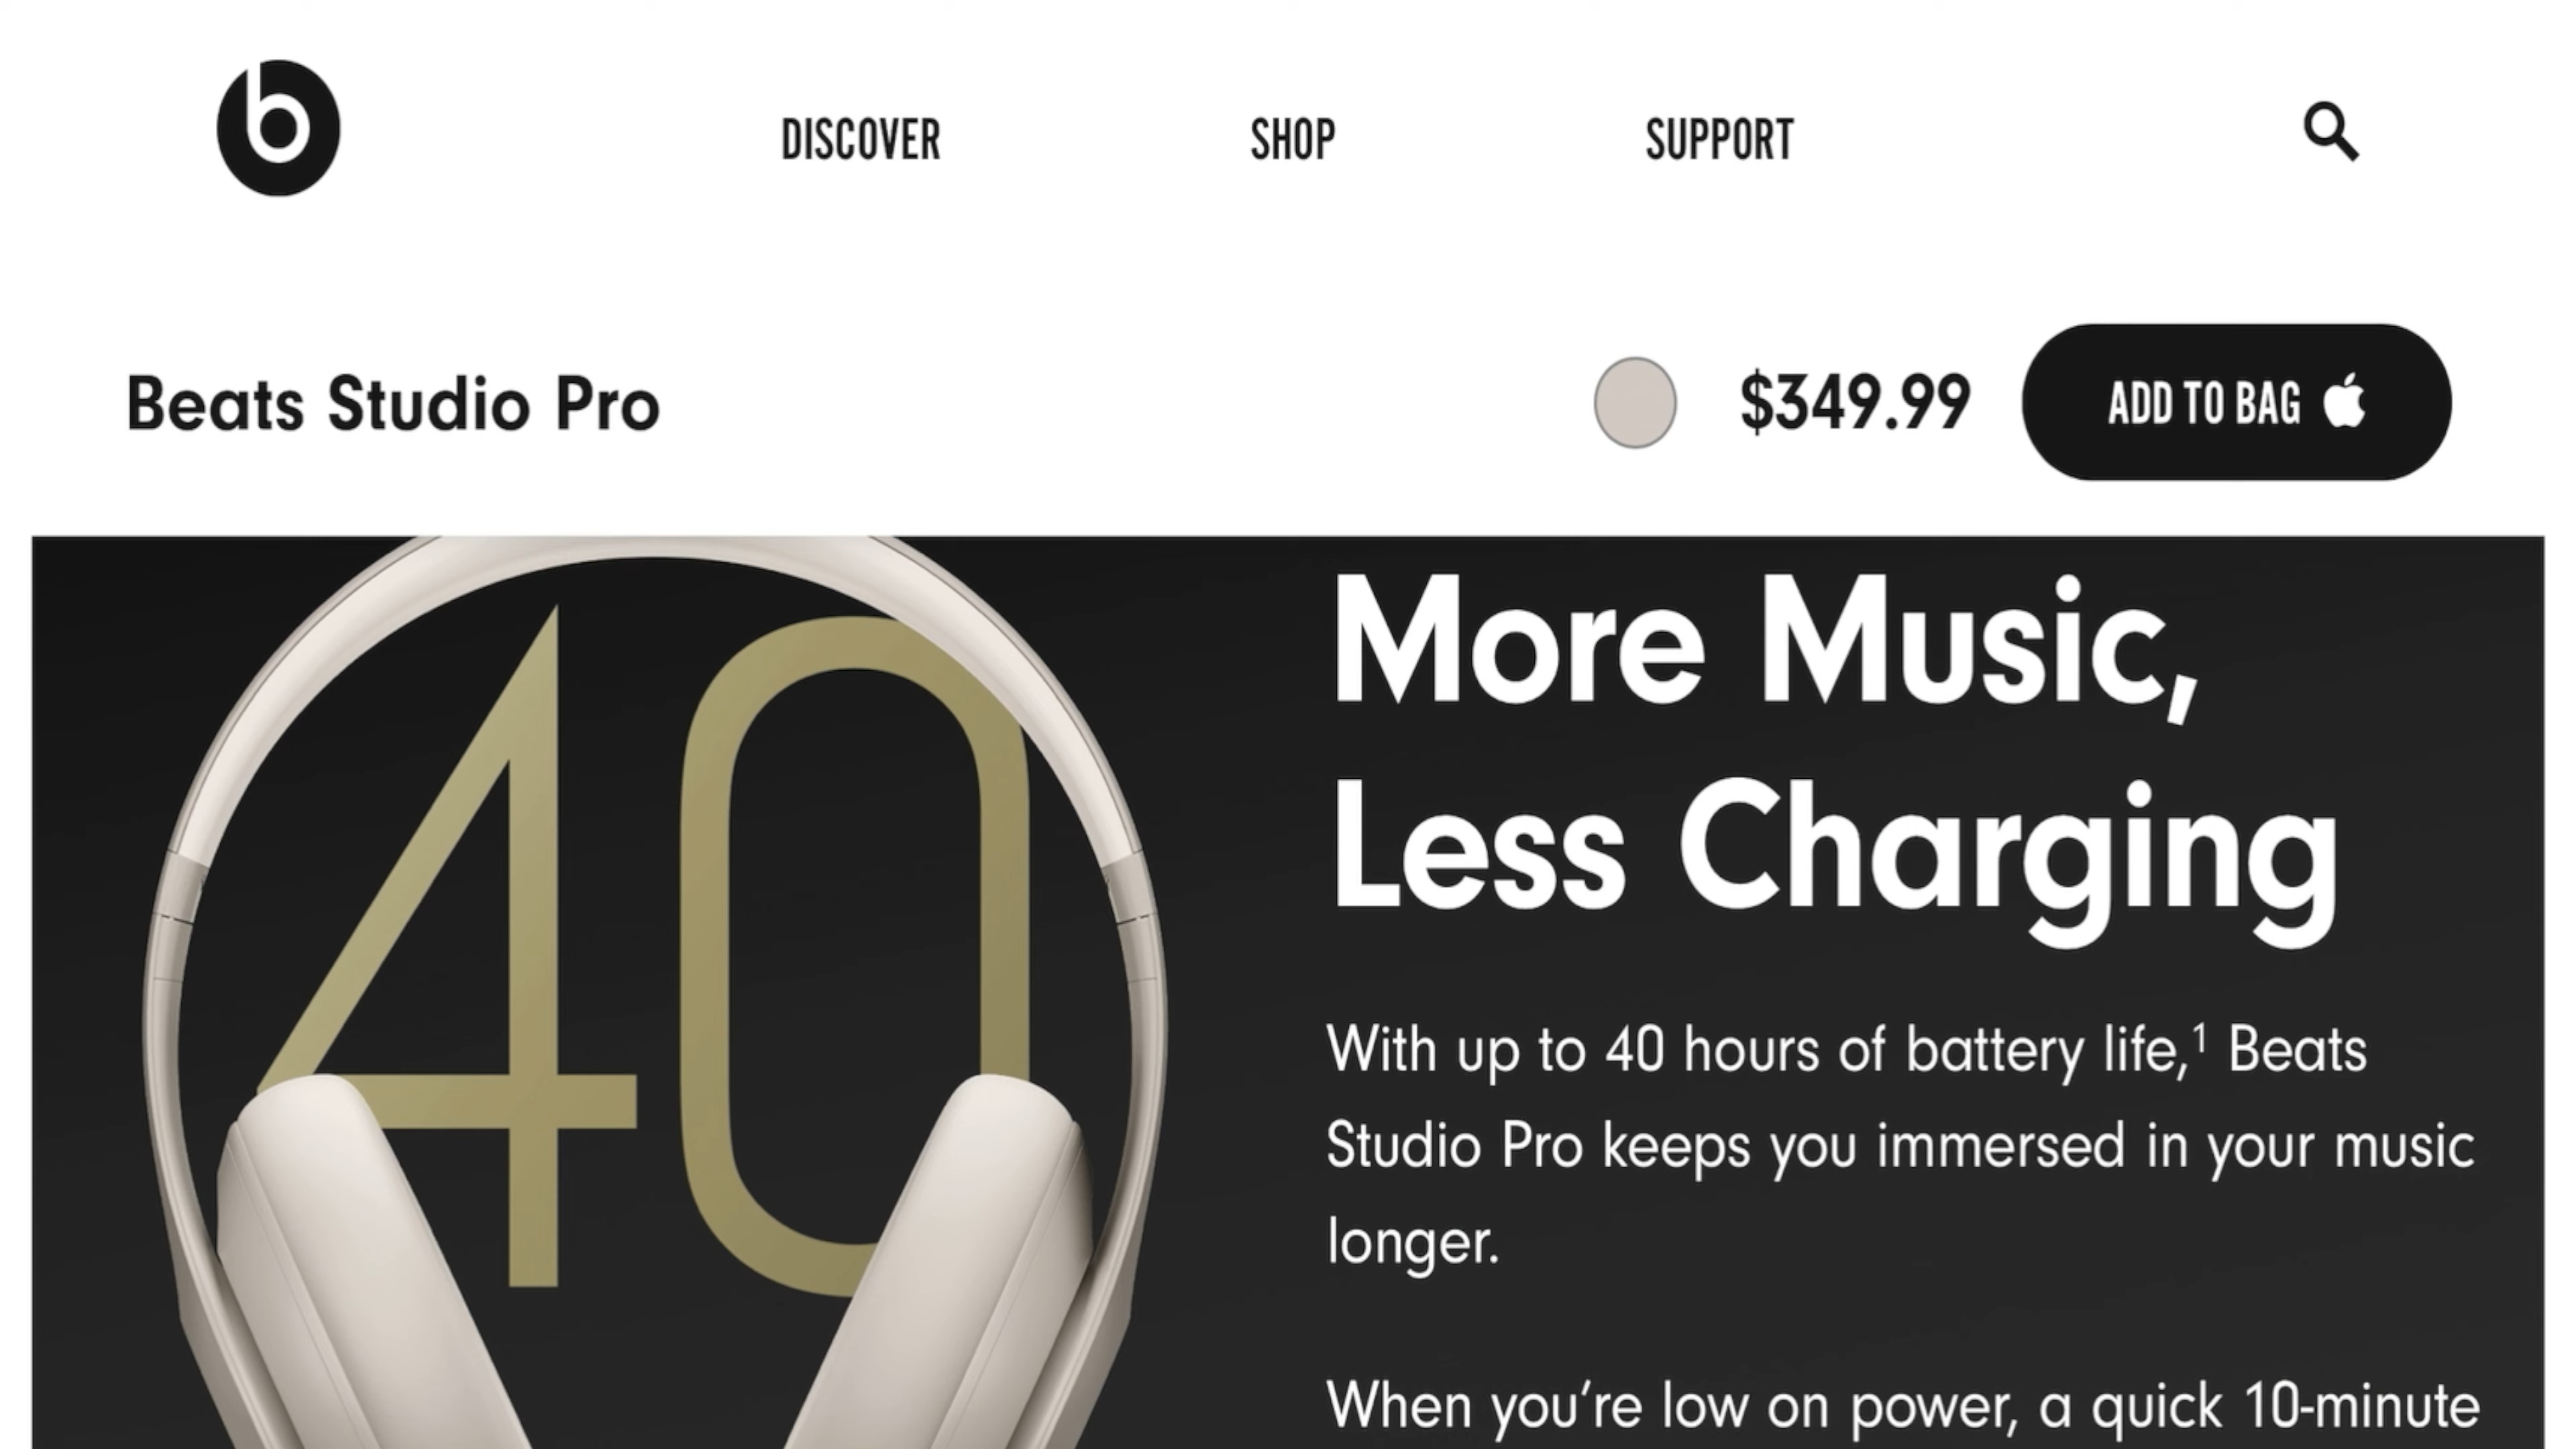 b
DISCOVER
SHOP
SUPPORT
Beats Studio Pro
$349.99
ADD TO BAG
40
More Music,
Less Charging
With up to 40 hours of battery life,¹ Beats
Studio Pro keeps you immersed in your music
longer.
When you’re low on power, a quick 10-minute